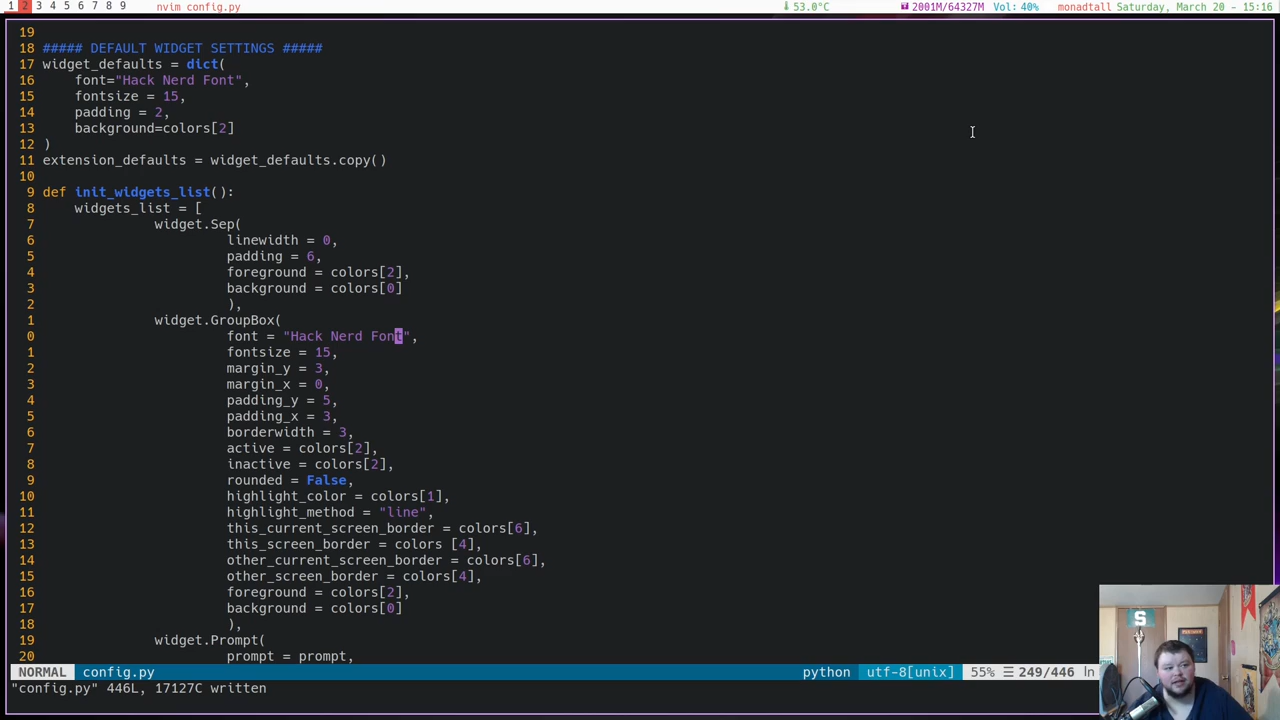 1 2 3 4 5 6 7 8 9 nvim config.py 53.0°C 2001M/64327M Vol: 40% monadtall Saturday, March 20 - 15:16
19
18 ##### DEFAULT WIDGET SETTINGS #####
17 widget_defaults = dict(
16     font="Hack Nerd Font",
15     fontsize = 15,
14     padding = 2,
13     background=colors[2]
12 )
11 extension_defaults = widget_defaults.copy()
10
9 def init_widgets_list():
8     widgets_list = [
7               widget.Sep(
6                        linewidth = 0,
5                        padding = 6,
4                        foreground = colors[2],
3                        background = colors[0]
2                        ),
1               widget.GroupBox(
0                        font = "Hack Nerd Font",
1                        fontsize = 15,
2                        margin_y = 3,
3                        margin_x = 0,
4                        padding_y = 5,
5                        padding_x = 3,
6                        borderwidth = 3,
7                        active = colors[2],
8                        inactive = colors[2],
9                        rounded = False,
10                       highlight_color = colors[1],
11                       highlight_method = "line",
12                       this_current_screen_border = colors[6],
13                       this_screen_border = colors [4],
14                       other_current_screen_border = colors[6],
15                       other_screen_border = colors[4],
16                       foreground = colors[2],
17                       background = colors[0]
18                       ),
19              widget.Prompt(
20                       prompt = prompt,
NORMAL config.py python utf-8[unix] 55% ☰ 249/446 ln
"config.py" 446L, 17127C written
S